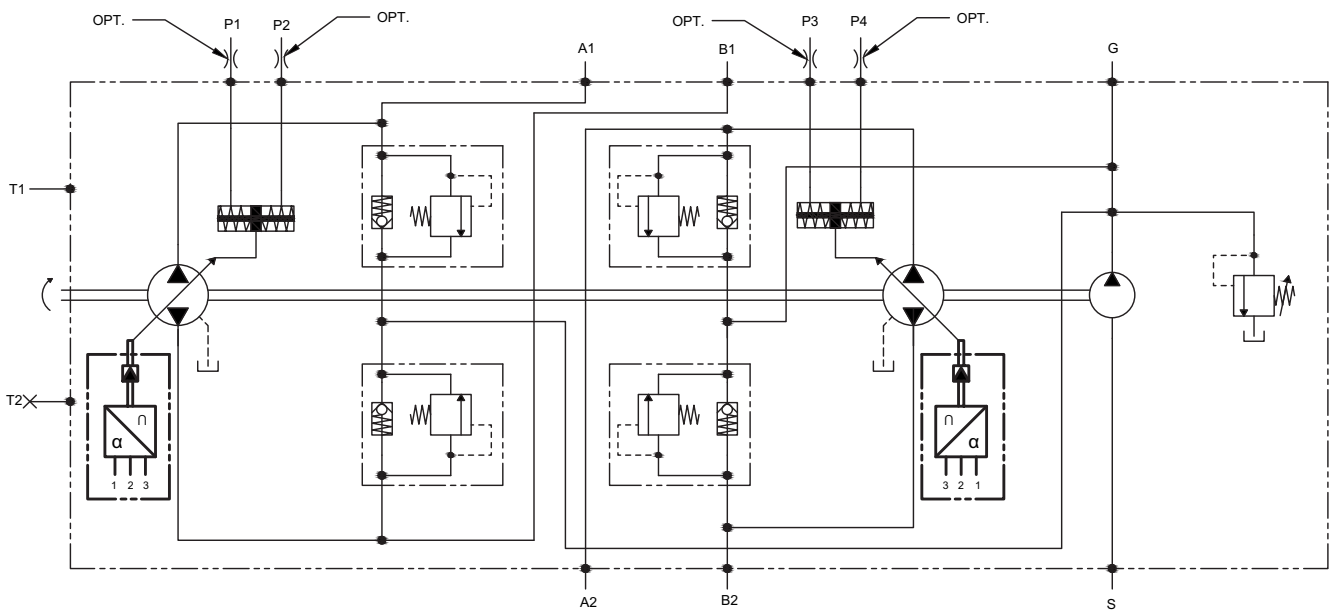 OPT.
P1
P2
OPT.
A1
B1
OPT.
P3
P4
OPT.
G
T1
T2
∩
α
1 2 3
∩
α
3 2 1
A2
B2
S